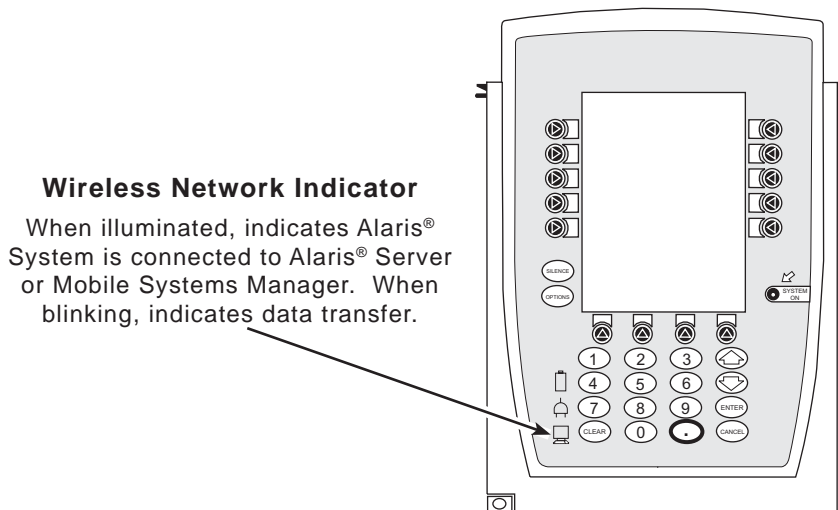 Wireless Network Indicator
When illuminated, indicates Alaris®
System is connected to Alaris® Server
or Mobile Systems Manager. When
blinking, indicates data transfer.
SILENCE
OPTIONS
SYSTEM
ON
1 2 3
4 5 6
7 8 9 ENTER
CLEAR 0 . CANCEL